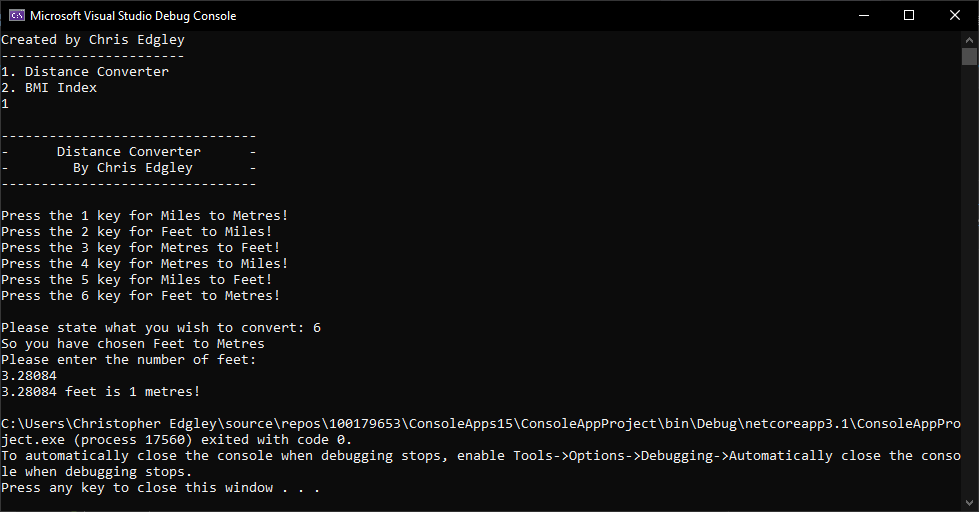 Microsoft Visual Studio Debug Console
Created by Chris Edgley
-----------------------
1. Distance Converter
2. BMI Index
1
--------------------------------
-      Distance Converter      -
-        By Chris Edgley       -
--------------------------------
Press the 1 key for Miles to Metres!
Press the 2 key for Feet to Miles!
Press the 3 key for Metres to Feet!
Press the 4 key for Metres to Miles!
Press the 5 key for Miles to Feet!
Press the 6 key for Feet to Metres!
Please state what you wish to convert: 6
So you have chosen Feet to Metres
Please enter the number of feet:
3.28084
3.28084 feet is 1 metres!
C:\Users\Christopher Edgley\source\repos\100179653\ConsoleApps15\ConsoleAppProject\bin\Debug\netcoreapp3.1\ConsoleAppPro
ject.exe (process 17560) exited with code 0.
To automatically close the console when debugging stops, enable Tools->Options->Debugging->Automatically close the conso
le when debugging stops.
Press any key to close this window . . .